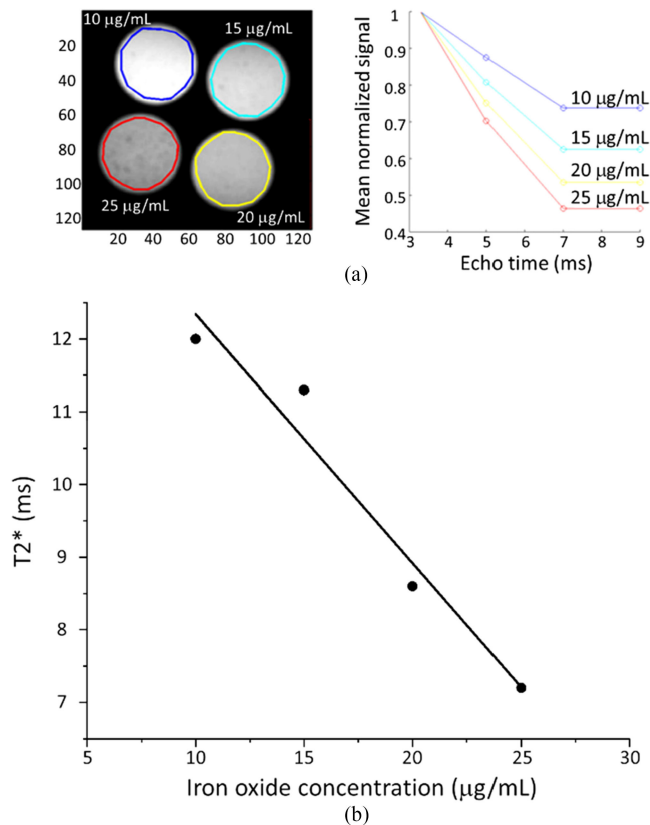 10 μg/mL
15 μg/mL
25 μg/mL
20 μg/mL
20
40
60
80
100
120
20 40 60 80 100 120
Mean normalized signal
1
0.9
0.8
0.7
0.6
0.5
0.4
10 μg/mL
15 μg/mL
20 μg/mL
25 μg/mL
3 4 5 6 7 8 9
Echo time (ms)
(a)
T2* (ms)
12
11
10
9
8
7
5 10 15 20 25 30
Iron oxide concentration (μg/mL)
(b)